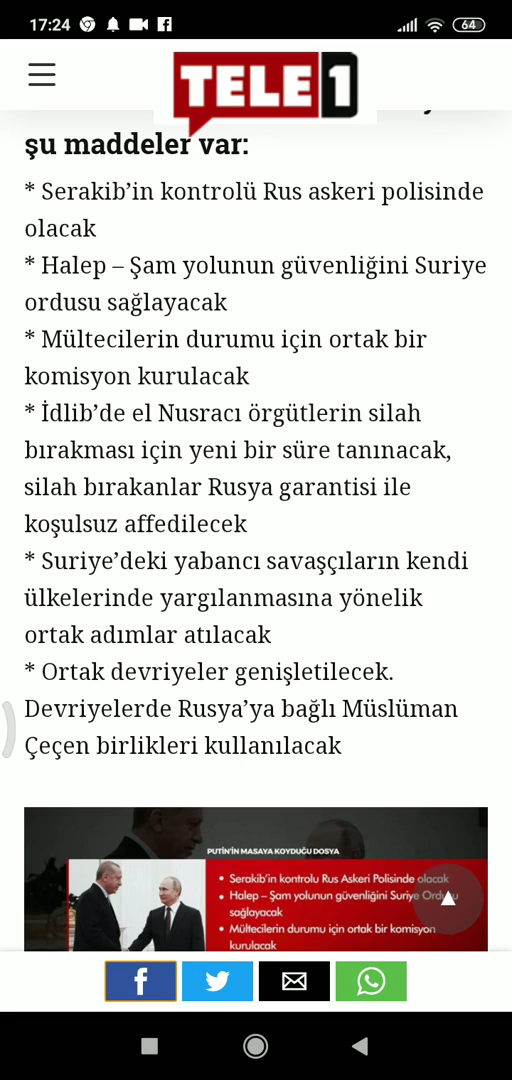 17:24
64
TELE1
şu maddeler var:
* Serakib’in kontrolü Rus askeri polisinde
olacak
* Halep – Şam yolunun güvenliğini Suriye
ordusu sağlayacak
* Mültecilerin durumu için ortak bir
komisyon kurulacak
* İdlib’de el Nusracı örgütlerin silah
bırakması için yeni bir süre tanınacak,
silah bırakanlar Rusya garantisi ile
koşulsuz affedilecek
* Suriye’deki yabancı savaşçıların kendi
ülkelerinde yargılanmasına yönelik
ortak adımlar atılacak
* Ortak devriyeler genişletilecek.
Devriyelerde Rusya’ya bağlı Müslüman
Çeçen birlikleri kullanılacak
PUTİN’İN MASAYA KOYDUĞU DOSYA
• Serakib’in kontrolu Rus Askeri Polisinde olacak
• Halep – Şam yolunun güvenliğini Suriye Ordusu
sağlayacak
• Mültecilerin durumu için ortak bir komisyon
kurulacak